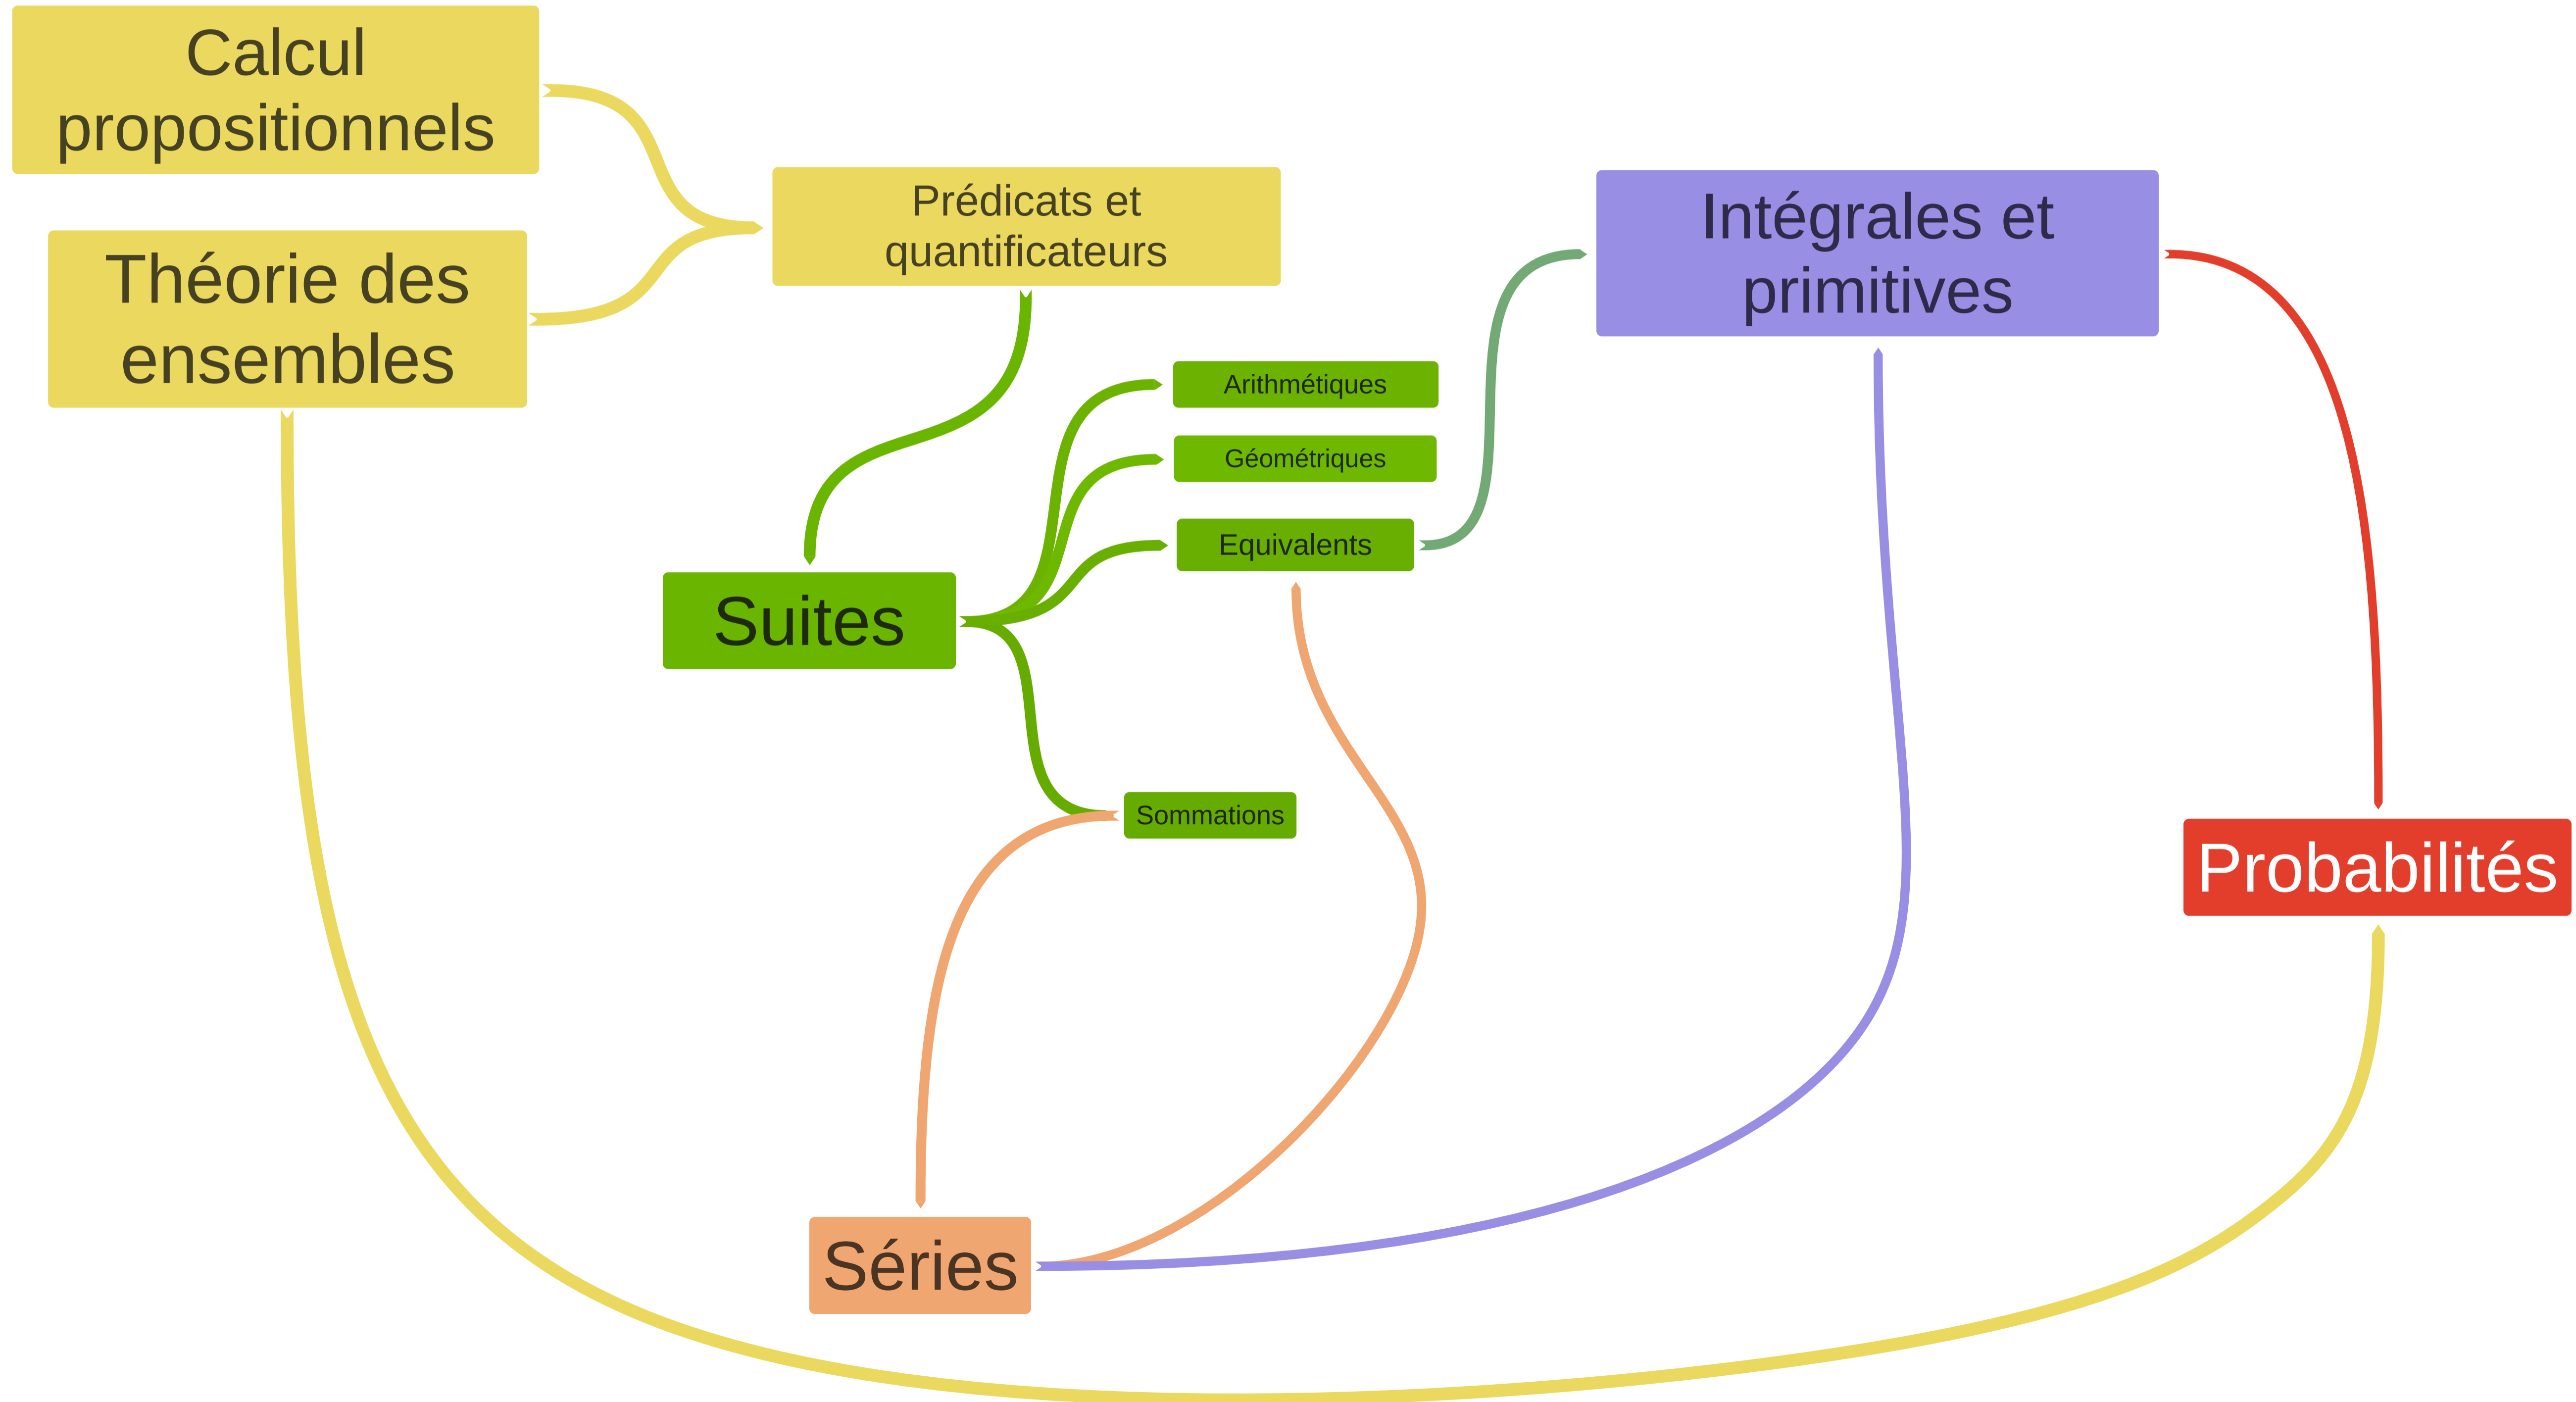 Calcul
propositionnels
Théorie des
ensembles
Prédicats et
quantificateurs
Intégrales et
primitives
Arithmétiques
Géométriques
Equivalents
Suites
Sommations
Probabilités
Séries